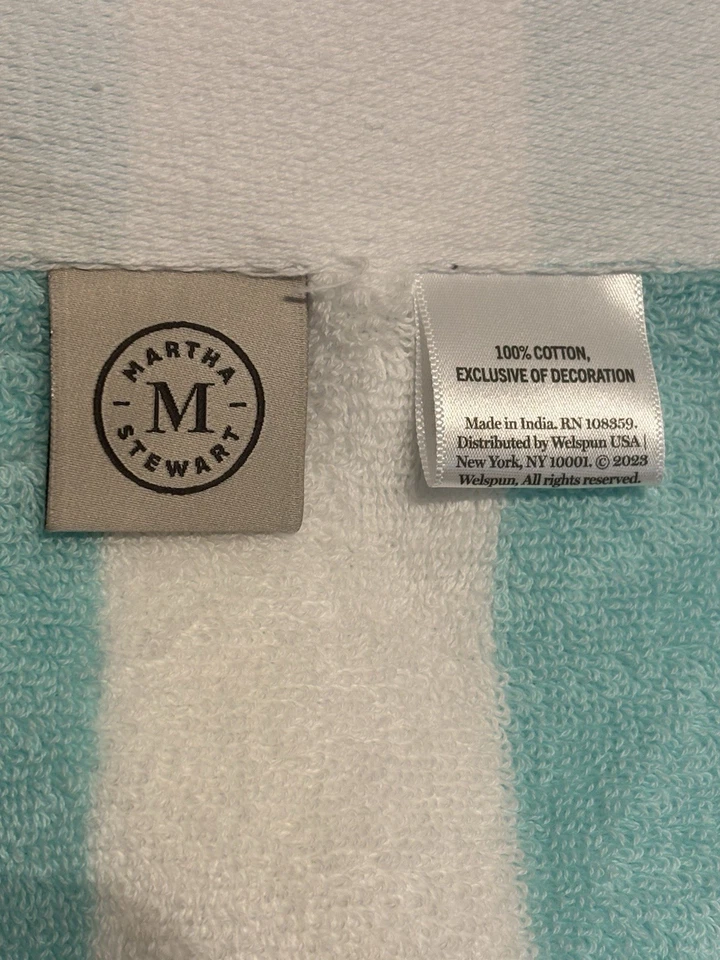 MARTHA
M
STEWART
100% COTTON,
EXCLUSIVE OF DECORATION
Made in India. RN 108359.
Distributed by Welspun USA |
New York, NY 10001. © 2023
Welspun. All rights reserved.